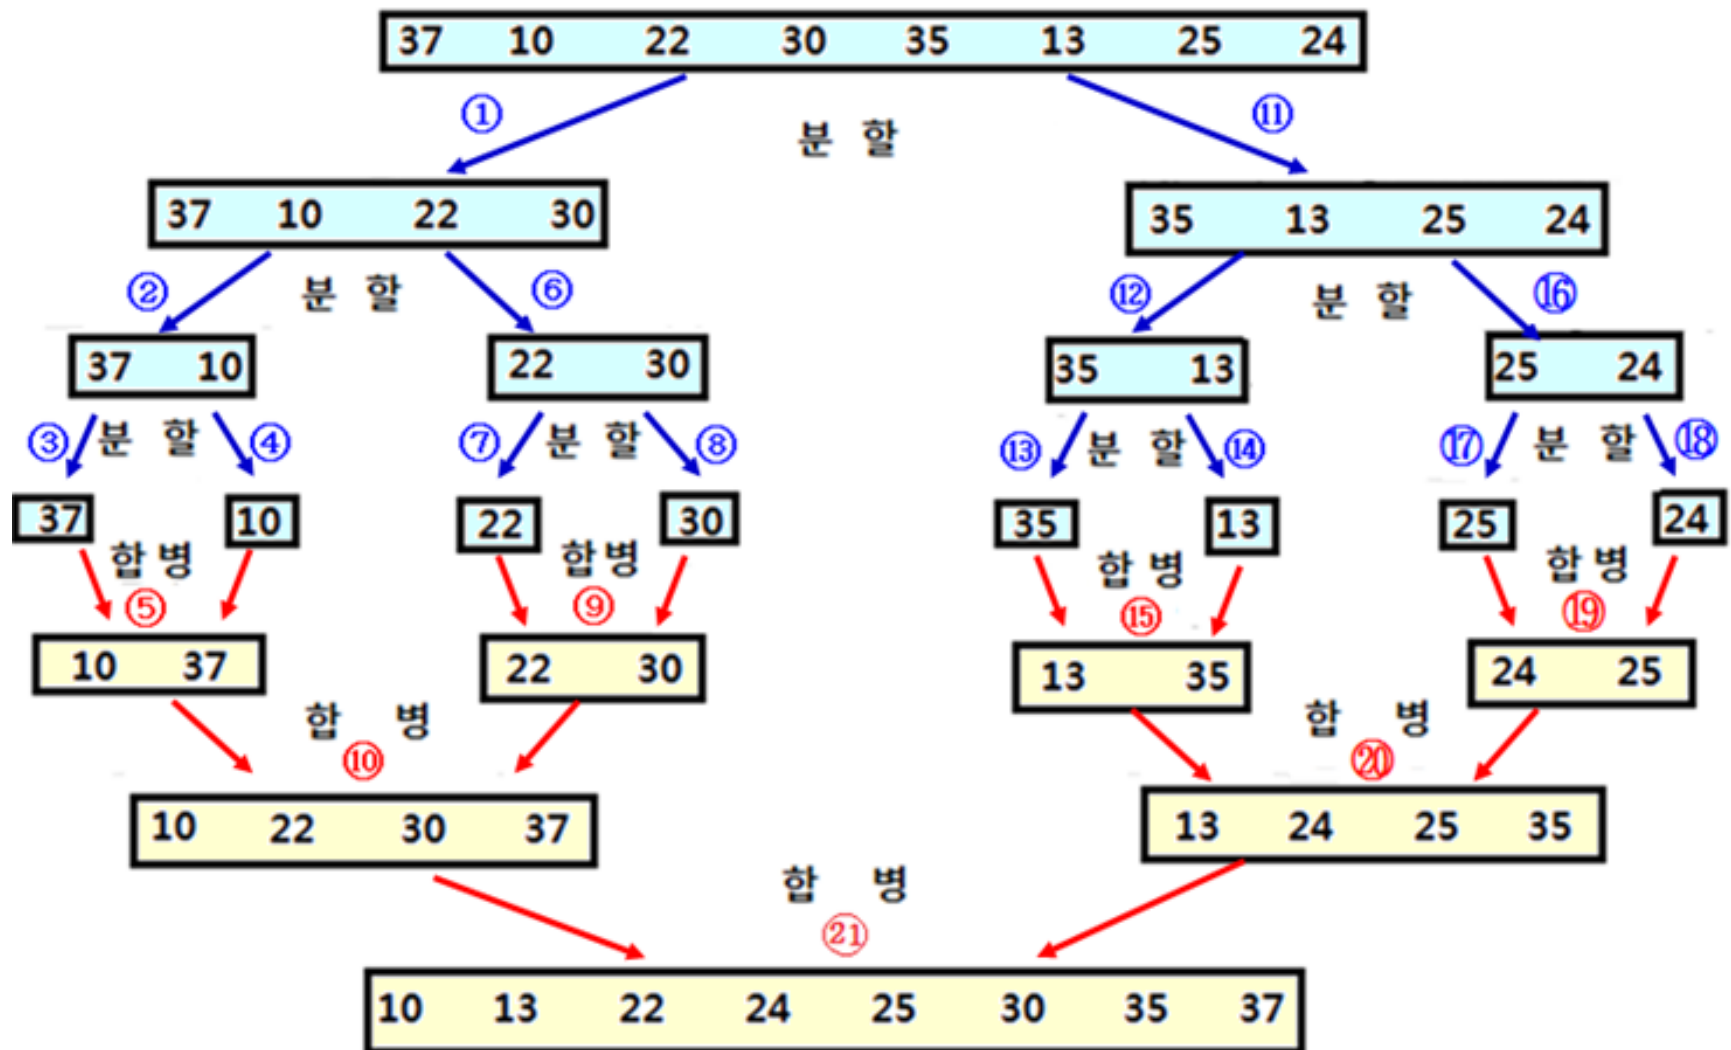 37 10 22 30 35 13 25 24
① 분 할 ⑪
37 10 22 30
35 13 25 24
② 분 할 ⑥
⑫ 분 할 ⑯
37 10
22 30
35 13
25 24
③ 분 할 ④
⑦ 분 할 ⑧
⑬ 분 할 ⑭
⑰ 분 할 ⑱
37 10
22 30
35 13
25 24
합 병
합 병
합 병
합 병
⑤
⑨
⑮
⑲
10 37
22 30
13 35
24 25
합 병
합 병
⑩
⑳
10 22 30 37
13 24 25 35
합 병
㉑
10 13 22 24 25 30 35 37